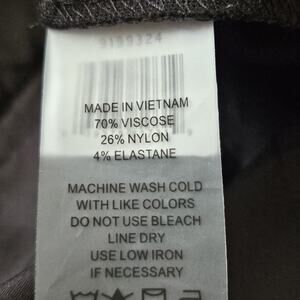 9199324
MADE IN VIETNAM
70% VISCOSE
26% NYLON
4% ELASTANE
MACHINE WASH COLD
WITH LIKE COLORS
DO NOT USE BLEACH
LINE DRY
USE LOW IRON
IF NECESSARY